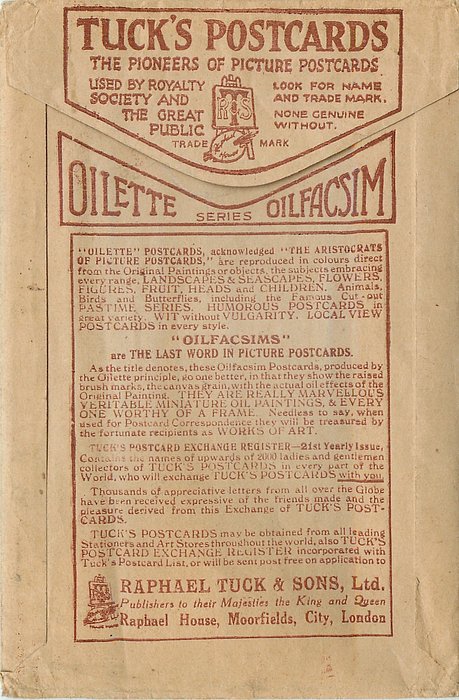 TUCK'S POSTCARDS
THE PIONEERS OF PICTURE POSTCARDS
USED BY ROYALTY
SOCIETY AND
THE GREAT
PUBLIC
LOOK FOR NAME
AND TRADE MARK.
NONE GENUINE
WITHOUT.
TRADE MARK
OILETTE SERIES OILFACSIM
"OILETTE" POSTCARDS, acknowledged "THE ARISTOCRATS
OF PICTURE POSTCARDS," are reproduced in colours direct
from the Original Paintings or objects, the subjects embracing
every range, LANDSCAPES & SEASCAPES, FLOWERS,
FIGURES, FRUIT, HEADS and CHILDREN, Animals,
Birds and Butterflies, including the Famous Cut-out
PASTIME SERIES. HUMOROUS POSTCARDS in
great variety. WIT without VULGARITY. LOCAL VIEW
POSTCARDS in every style.
"OILFACSIMS"
are THE LAST WORD IN PICTURE POSTCARDS.
As the title denotes, these Oilfacsim Postcards, produced by
the Oilette principle, go one better, in that they show the raised
brush marks, the canvas grain, with the actual oil effects of the
Original Painting. THEY ARE REALLY MARVELLOUS
VERITABLE MINIATURE OIL PAINTINGS, & EVERY
ONE WORTHY OF A FRAME. Needless to say, when
used for Postcard Correspondence they will be treasured by
the fortunate recipients as WORKS OF ART.
TUCK'S POSTCARD EXCHANGE REGISTER—21st Yearly Issue.
Contains the names of upwards of 2000 ladies and gentlemen
collectors of TUCK'S POSTCARDS in every part of the
World, who will exchange TUCK'S POSTCARDS with you.
Thousands of appreciative letters from all over the Globe
have been received expressive of the friends made and the
pleasure derived from this Exchange of TUCK'S POST-
CARDS.
TUCK'S POSTCARDS may be obtained from all leading
Stationers and Art Stores throughout the world, also TUCK'S
POSTCARD EXCHANGE REGISTER incorporated with
Tuck's Postcard List, or will be sent post free on application to
RAPHAEL TUCK & SONS, Ltd.
Publishers to their Majesties the King and Queen
Raphael House, Moorfields, City, London